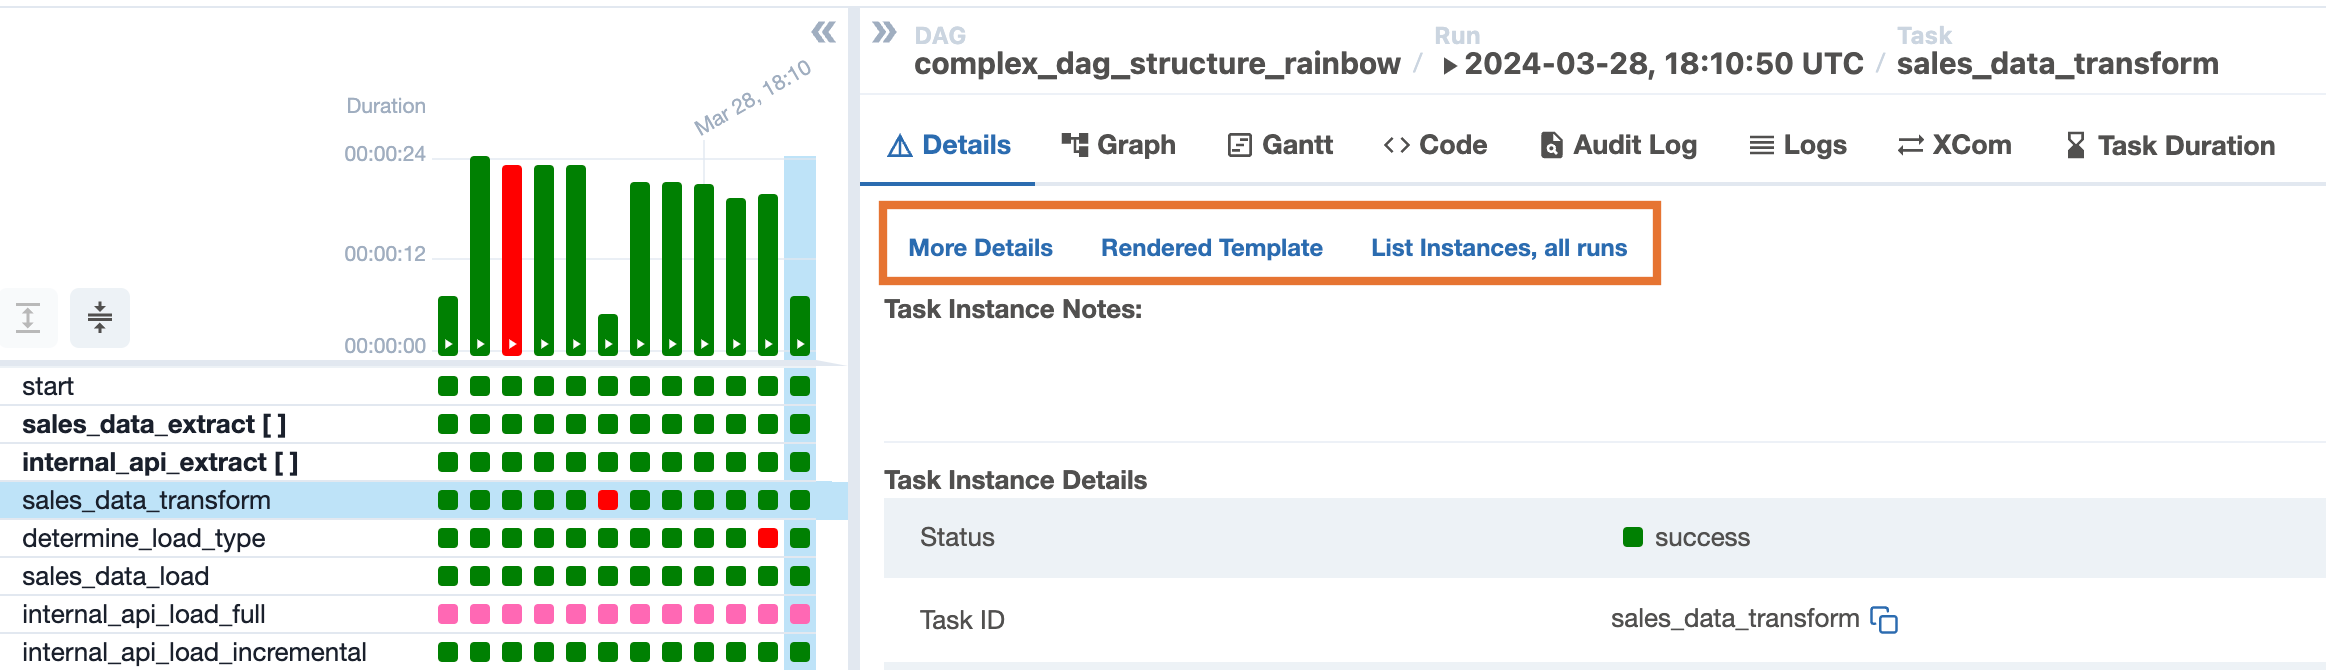 Duration
Mar 28, 18:10
00:00:24
00:00:12
00:00:00
start
sales_data_extract [ ]
internal_api_extract [ ]
sales_data_transform
determine_load_type
sales_data_load
internal_api_load_full
internal_api_load_incremental
DAG Run Task
complex_dag_structure_rainbow / 2024-03-28, 18:10:50 UTC / sales_data_transform
Details Graph Gantt Code Audit Log Logs XCom Task Duration
More Details Rendered Template List Instances, all runs
Task Instance Notes:
Task Instance Details
Status success
Task ID sales_data_transform